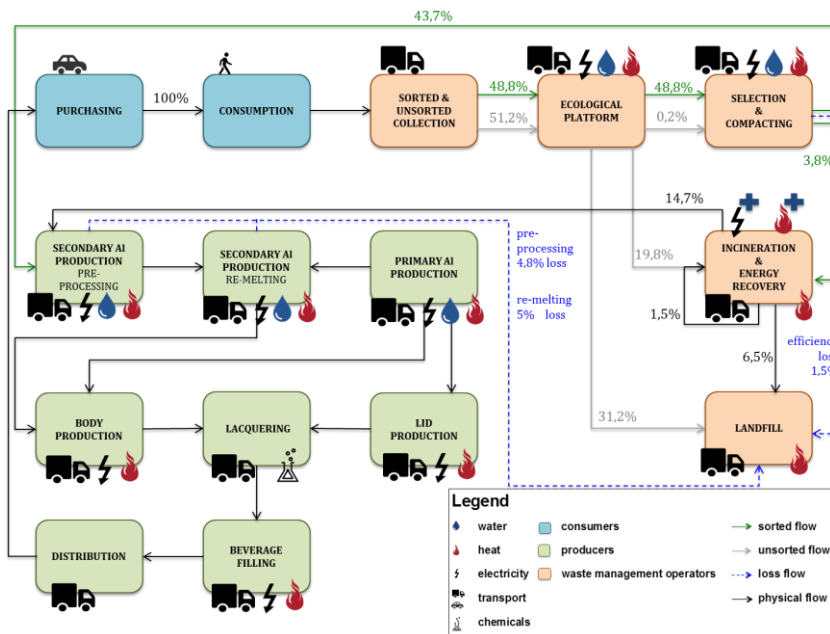 43,7%
PURCHASING
100%
CONSUMPTION
SORTED &
UNSORTED
COLLECTION
48,8%
51,2%
ECOLOGICAL
PLATFORM
48,8%
0,2%
SELECTION
&
COMPACTING
3,8%
14,7%
SECONDARY Al
PRODUCTION
PRE-
PROCESSING
SECONDARY Al
PRODUCTION
RE-MELTING
PRIMARY Al
PRODUCTION
pre-
processing
4,8% loss
re-melting
5% loss
19,8%
INCINERATION
&
ENERGY
RECOVERY
1,5%
6,5%
efficienc
los
1,5%
BODY
PRODUCTION
LACQUERING
LID
PRODUCTION
31,2%
LANDFILL
DISTRIBUTION
BEVERAGE
FILLING
Legend
water
heat
electricity
transport
chemicals
consumers
producers
waste management operators
sorted flow
unsorted flow
loss flow
physical flow